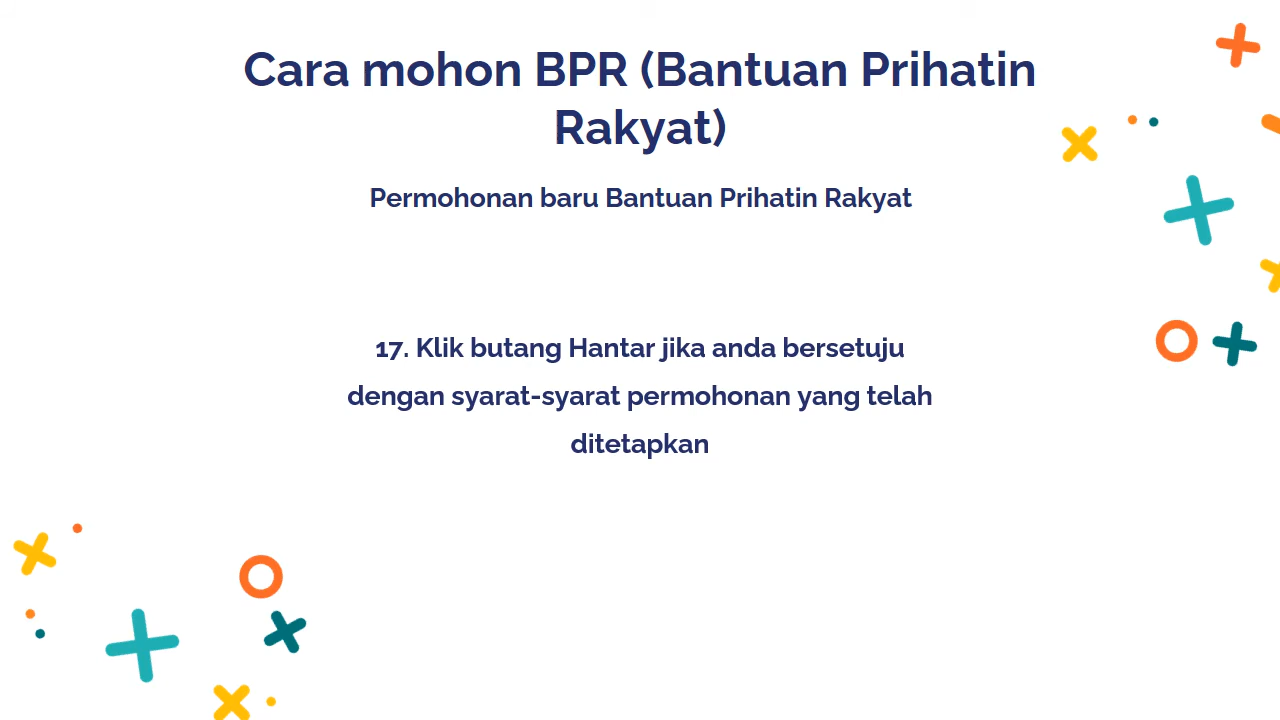 Cara mohon BPR (Bantuan Prihatin
Rakyat)
Permohonan baru Bantuan Prihatin Rakyat
17. Klik butang Hantar jika anda bersetuju
dengan syarat-syarat permohonan yang telah
ditetapkan